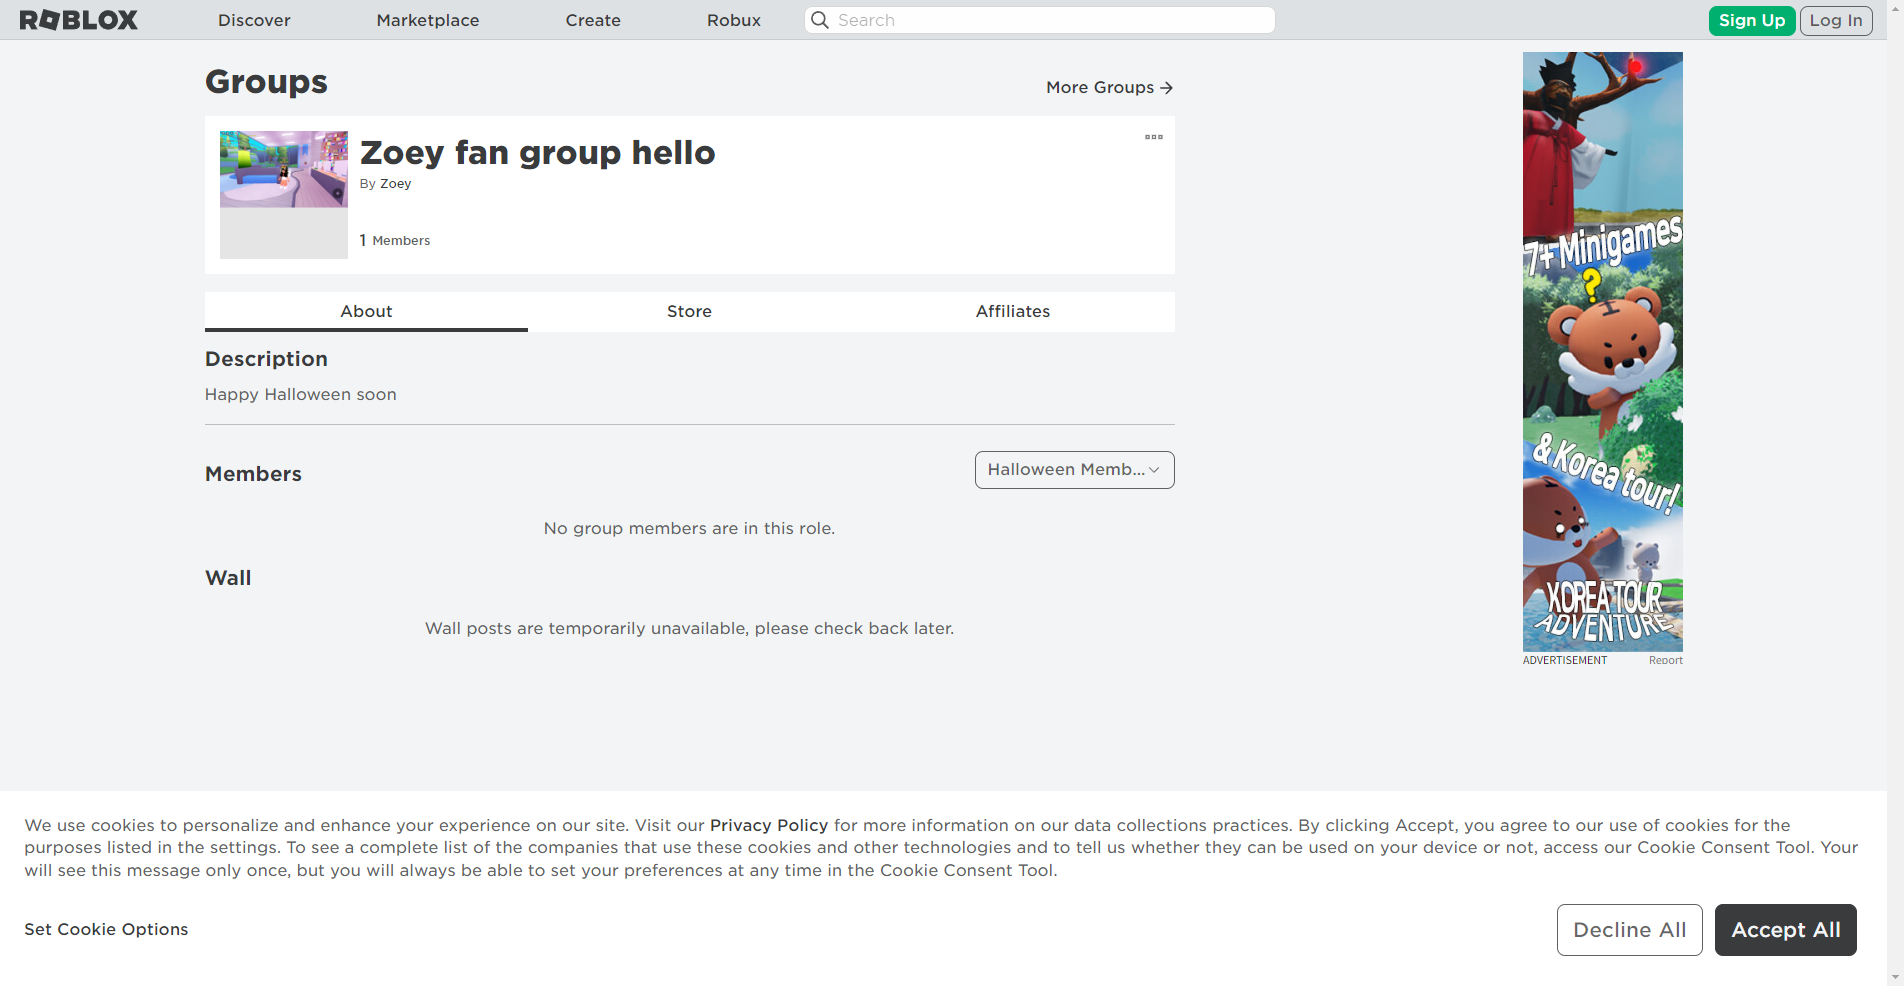 ROBLOX
Discover
Marketplace
Create
Robux
Search
Sign Up
Log In
Groups
More Groups →
Zoey fan group hello
By Zoey
1 Members
About
Store
Affiliates
Description
Happy Halloween soon
Members
Halloween Memb...
No group members are in this role.
Wall
Wall posts are temporarily unavailable, please check back later.
7+ Minigames
?
& Korea tour!
KOREA TOUR
ADVENTURE
ADVERTISEMENT
Report
We use cookies to personalize and enhance your experience on our site. Visit our Privacy Policy for more information on our data collections practices. By clicking Accept, you agree to our use of cookies for the
purposes listed in the settings. To see a complete list of the companies that use these cookies and other technologies and to tell us whether they can be used on your device or not, access our Cookie Consent Tool. Your
will see this message only once, but you will always be able to set your preferences at any time in the Cookie Consent Tool.
Set Cookie Options
Decline All
Accept All